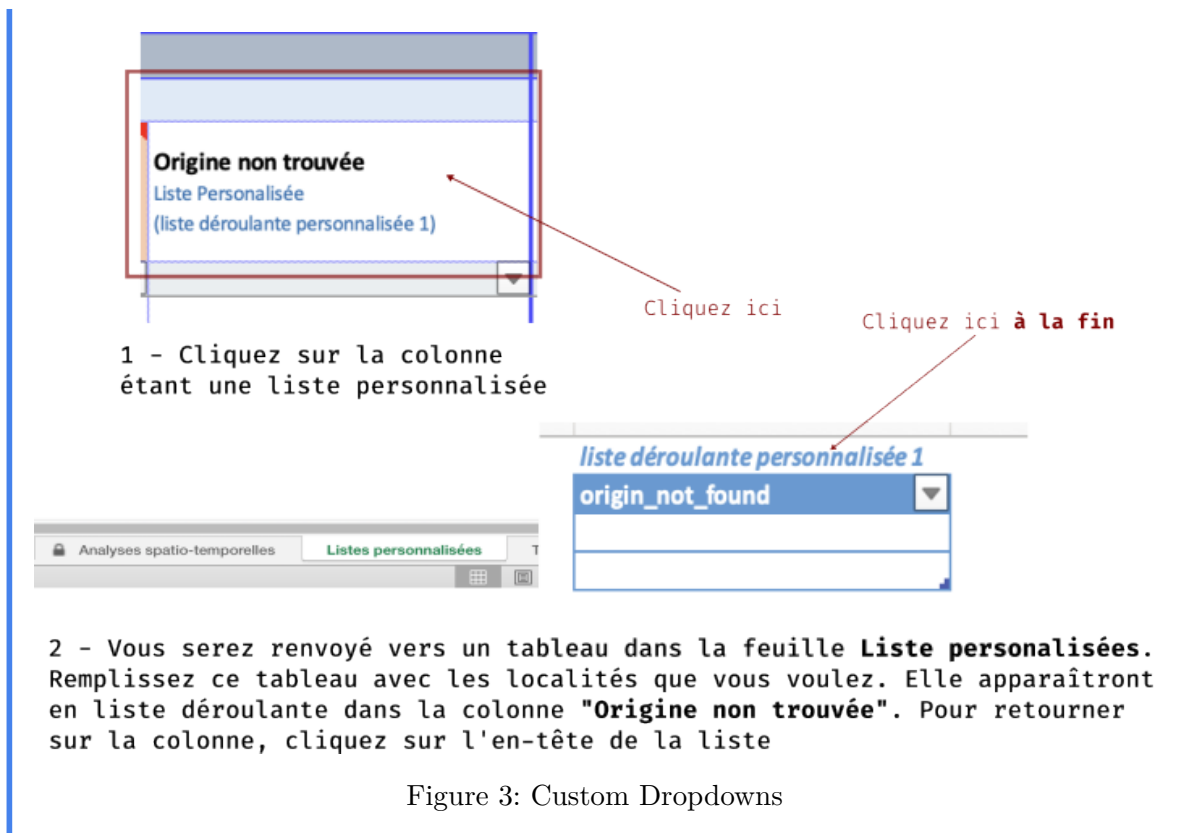 Origine non trouvée
Liste Personalisée
(liste déroulante personnalisée 1)
Cliquez ici
Cliquez ici à la fin
1 – Cliquez sur la colonne
étant une liste personnalisée
liste déroulante personnalisée 1
origin_not_found
Analyses spatio-temporelles Listes personnalisées T
2 – Vous serez renvoyé vers un tableau dans la feuille Liste personalisées.
Remplissez ce tableau avec les localités que vous voulez. Elle apparaîtront
en liste déroulante dans la colonne "Origine non trouvée". Pour retourner
sur la colonne, cliquez sur l'en-tête de la liste
Figure 3: Custom Dropdowns